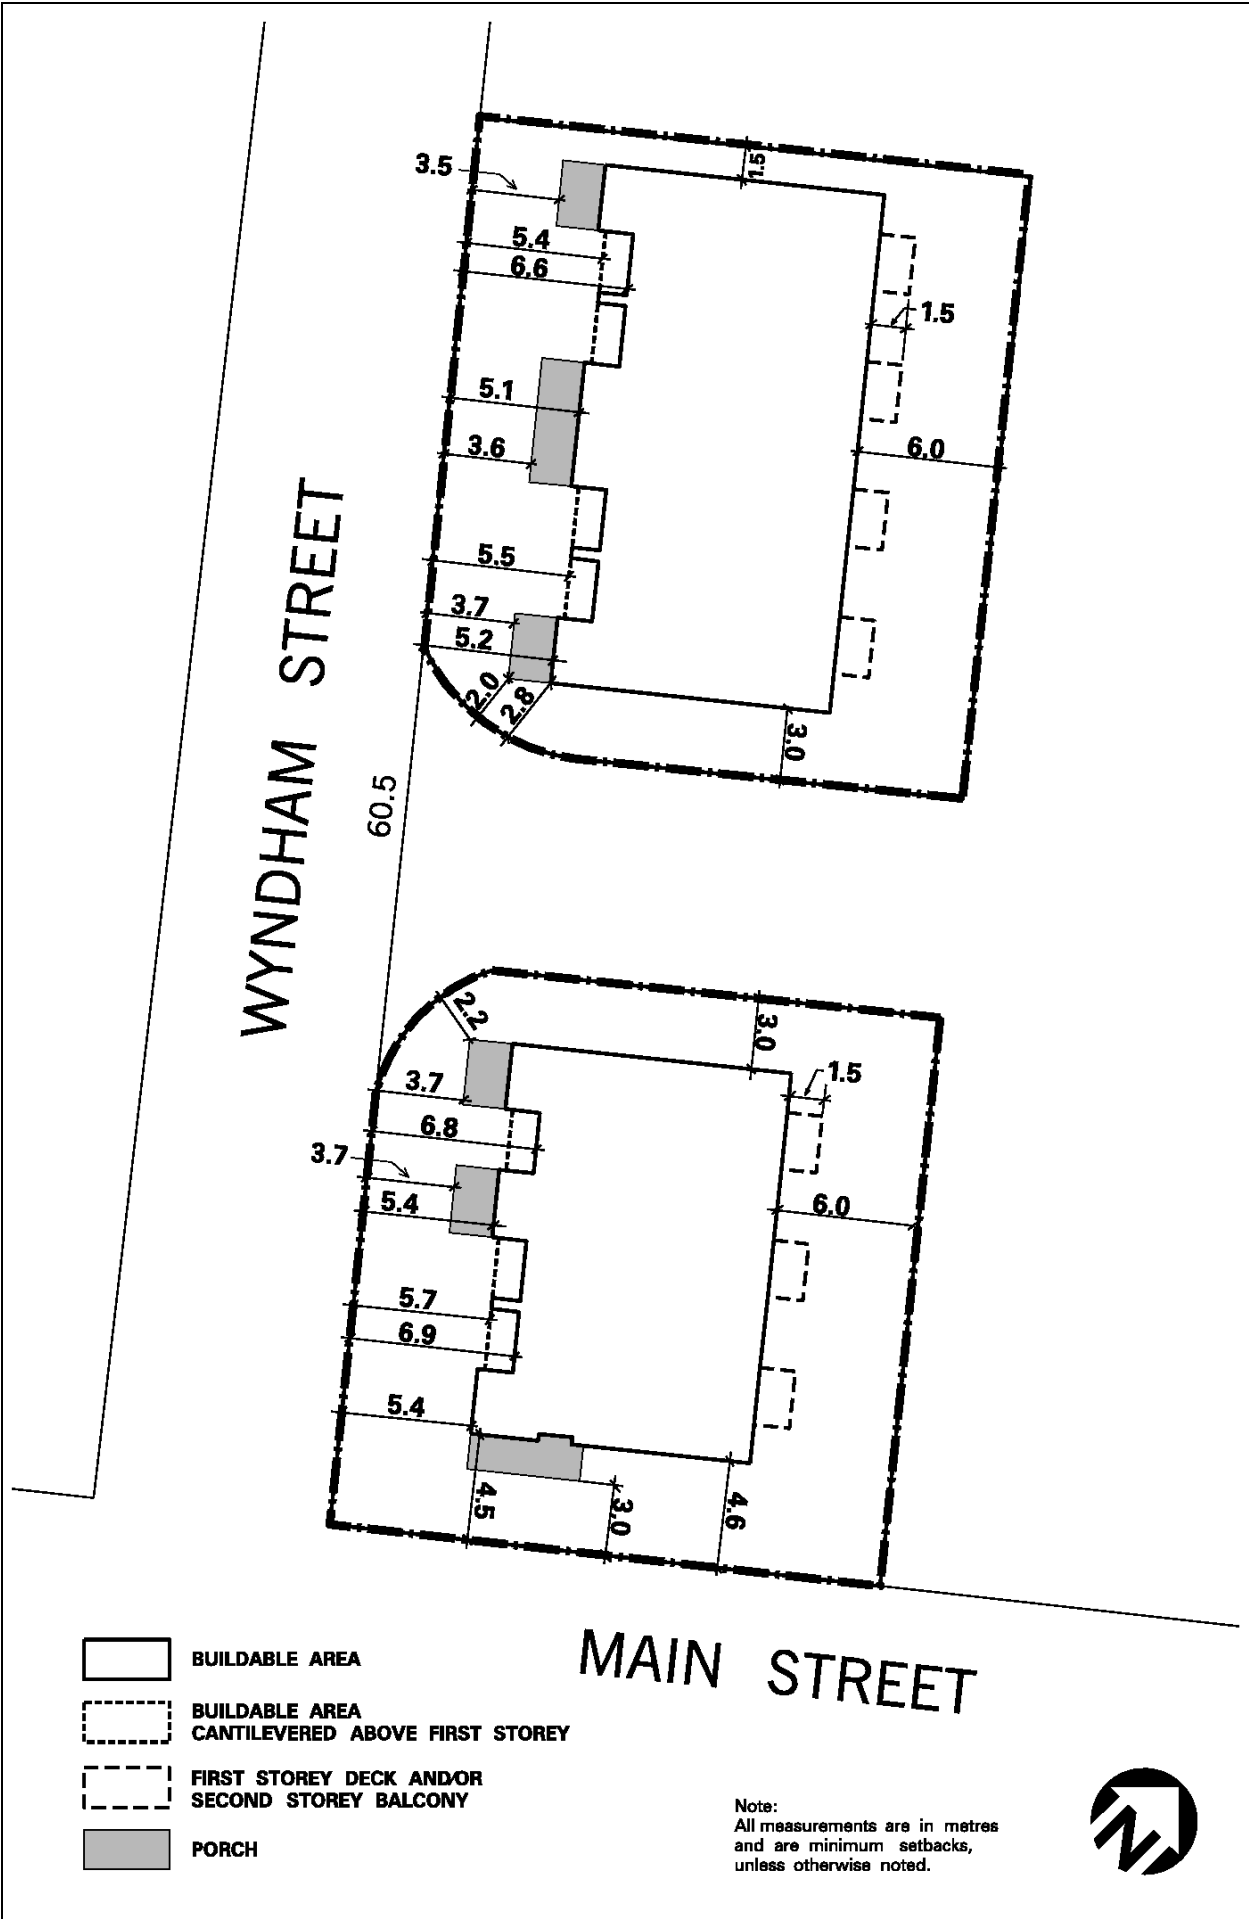 1.5
3.5
5.4
6.6
1.5
5.1
3.6
6.0
5.5
3.7
5.2
2.0
2.8
3.0
WYNDHAM STREET
60.5
2.2
3.0
3.7
1.5
6.8
3.7
5.4
6.0
5.7
6.9
5.4
4.5
3.0
4.6
MAIN STREET
BUILDABLE AREA
BUILDABLE AREA
CANTILEVERED ABOVE FIRST STOREY
FIRST STOREY DECK AND/OR
SECOND STOREY BALCONY
PORCH
Note:
All measurements are in metres
and are minimum setbacks,
unless otherwise noted.
N